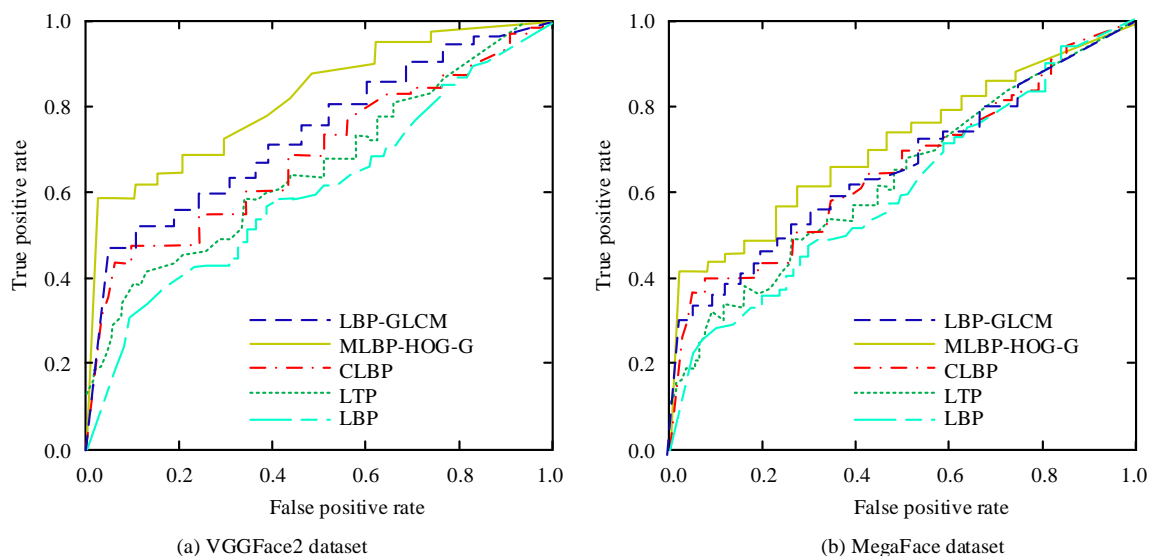 1.0
0.8
0.6
0.4
0.2
0.0
True positive rate
LBP-GLCM
MLBP-HOG-G
CLBP
LTP
LBP
0.0 0.2 0.4 0.6 0.8 1.0
False positive rate
(a) VGGFace2 dataset
1.0
0.8
0.6
0.4
0.2
0.0
True positive rate
LBP-GLCM
MLBP-HOG-G
CLBP
LTP
LBP
0.0 0.2 0.4 0.6 0.8 1.0
False positive rate
(b) MegaFace dataset